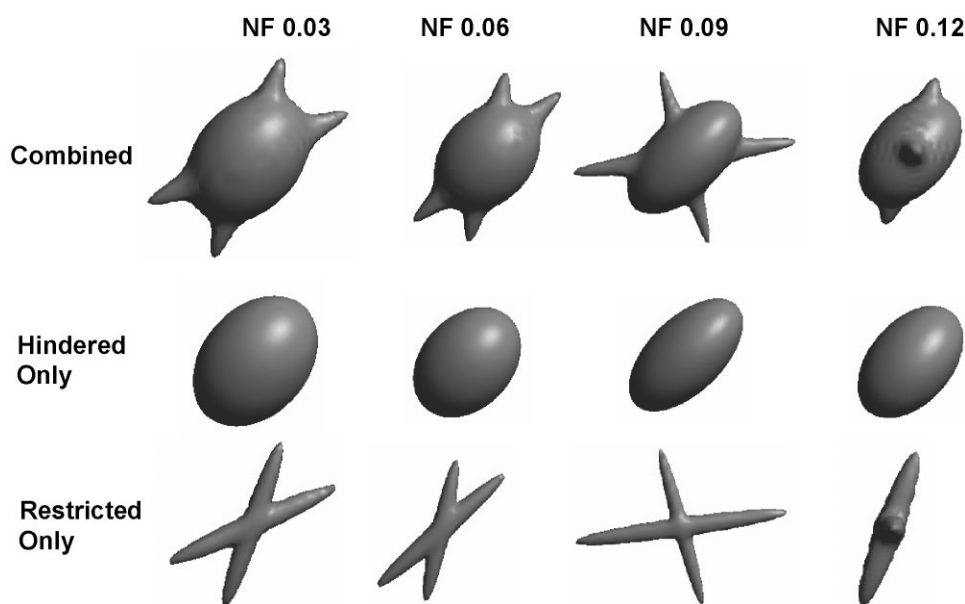 NF 0.03 NF 0.06 NF 0.09 NF 0.12
Combined
Hindered
Only
Restricted
Only